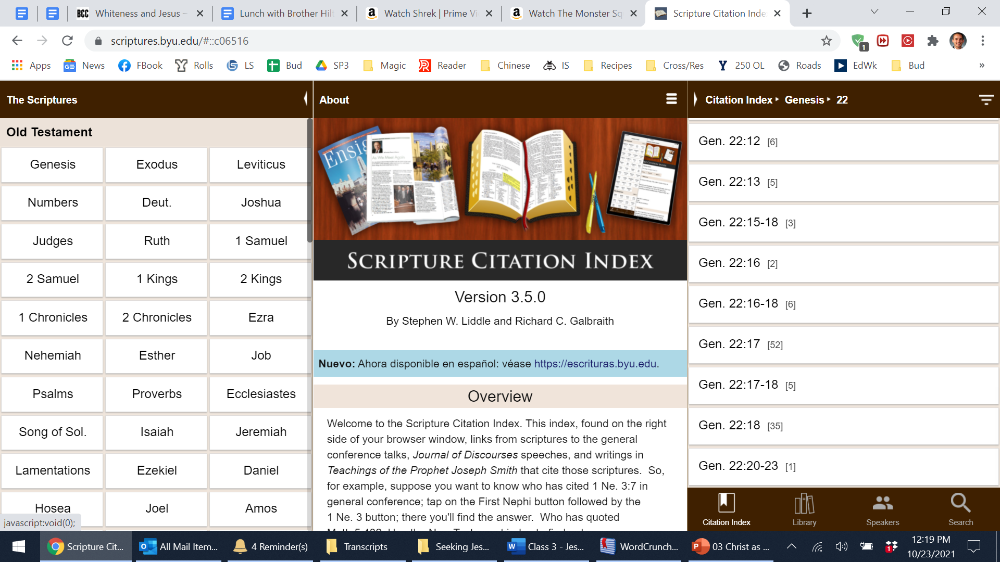 BCC Whiteness and Jesus –
Lunch with Brother Hilt
Watch Shrek | Prime Vi
Watch The Monster Sq
Scripture Citation Inde
scriptures.byu.edu/#::c06516
1
Apps
News
FBook
Rolls
LS
Bud
SP3
Magic
Reader
Chinese
IS
Recipes
Cross/Res
250 OL
Roads
EdWk
Bud
»
The Scriptures
Old Testament
Genesis Exodus Leviticus
Numbers Deut. Joshua
Judges Ruth 1 Samuel
2 Samuel 1 Kings 2 Kings
1 Chronicles 2 Chronicles Ezra
Nehemiah Esther Job
Psalms Proverbs Ecclesiastes
Song of Sol. Isaiah Jeremiah
Lamentations Ezekiel Daniel
Hosea Joel Amos
javascript:void(0);
About
Ensig
As We Meet Again
SCRIPTURE CITATION INDEX
Version 3.5.0
By Stephen W. Liddle and Richard C. Galbraith
Nuevo: Ahora disponible en español: véase https://escrituras.byu.edu.
Overview
Welcome to the Scripture Citation Index. This index, found on the right
side of your browser window, links from scriptures to the general
conference talks, Journal of Discourses speeches, and writings in
Teachings of the Prophet Joseph Smith that cite those scriptures. So,
for example, suppose you want to know who has cited 1 Ne. 3:7 in
general conference; tap on the First Nephi button followed by the
1 Ne. 3 button; there you'll find the answer. Who has quoted
Citation Index Genesis 22
Gen. 22:12 [6]
Gen. 22:13 [5]
Gen. 22:15-18 [3]
Gen. 22:16 [2]
Gen. 22:16-18 [6]
Gen. 22:17 [52]
Gen. 22:17-18 [5]
Gen. 22:18 [35]
Gen. 22:20-23 [1]
Citation Index Library Speakers Search
Scripture Cit...
All Mail Item...
4 Reminder(s)
Transcripts
Seeking Jes...
Class 3 - Jes...
WordCrunch...
03 Christ as ...
1
12:19 PM
10/23/2021